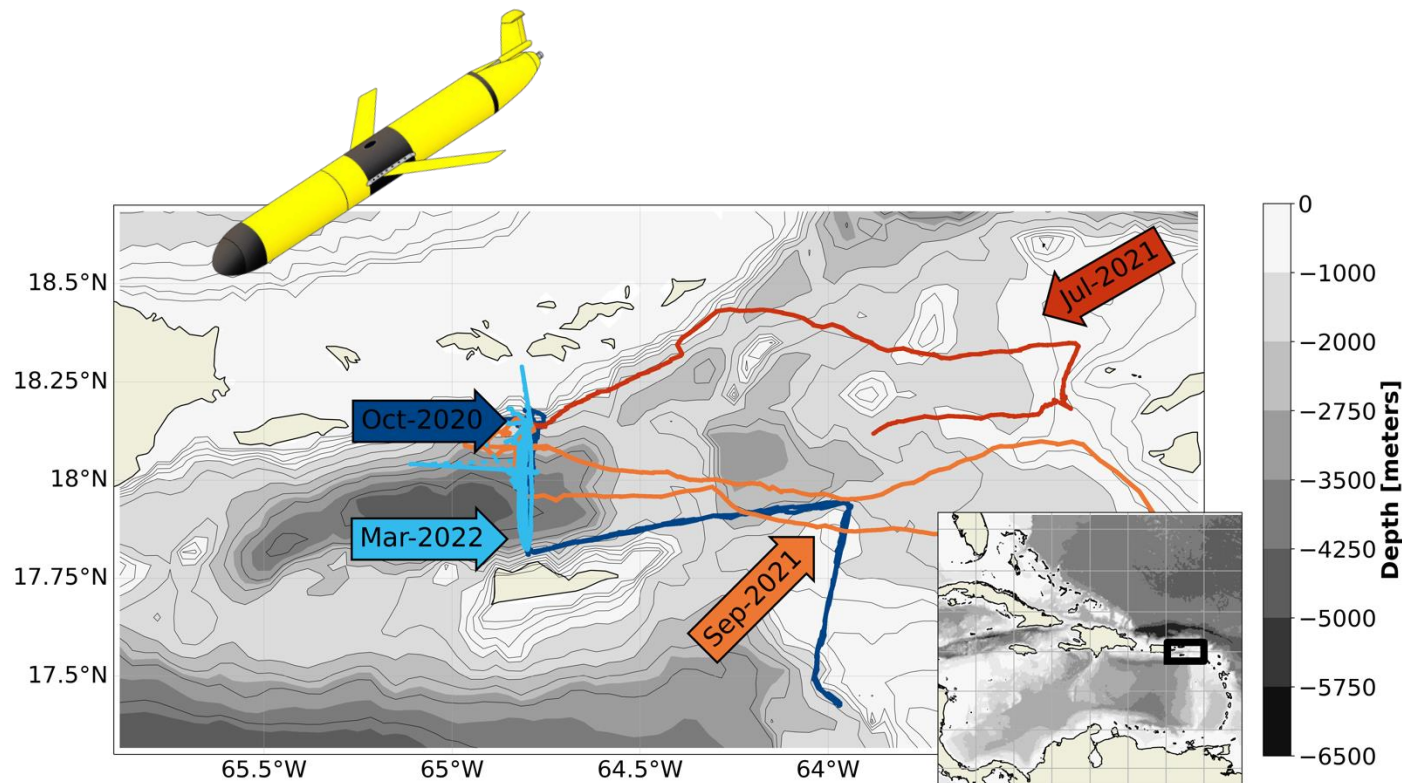 18.5°N
18.25°N
18°N
17.75°N
17.5°N
65.5°W
65°W
64.5°W
64°W
Jul-2021
Oct-2020
Mar-2022
Sep-2021
0
−1000
−2000
−2750
−3500
−4250
−5000
−5750
−6500
Depth [meters]